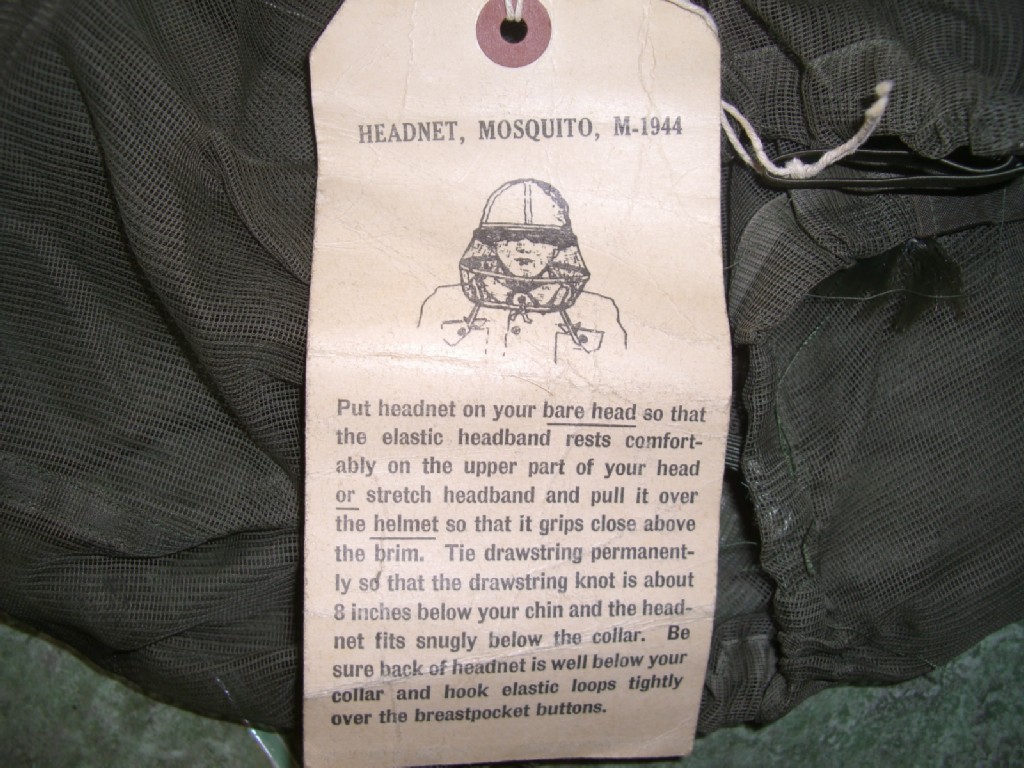 HEADNET, MOSQUITO, M-1944
Put headnet on your bare head so that
the elastic headband rests comfort-
ably on the upper part of your head
or stretch headband and pull it over
the helmet so that it grips close above
the brim. Tie drawstring permanent-
ly so that the drawstring knot is about
8 inches below your chin and the head-
net fits snugly below the collar. Be
sure back of headnet is well below your
collar and hook elastic loops tightly
over the breastpocket buttons.